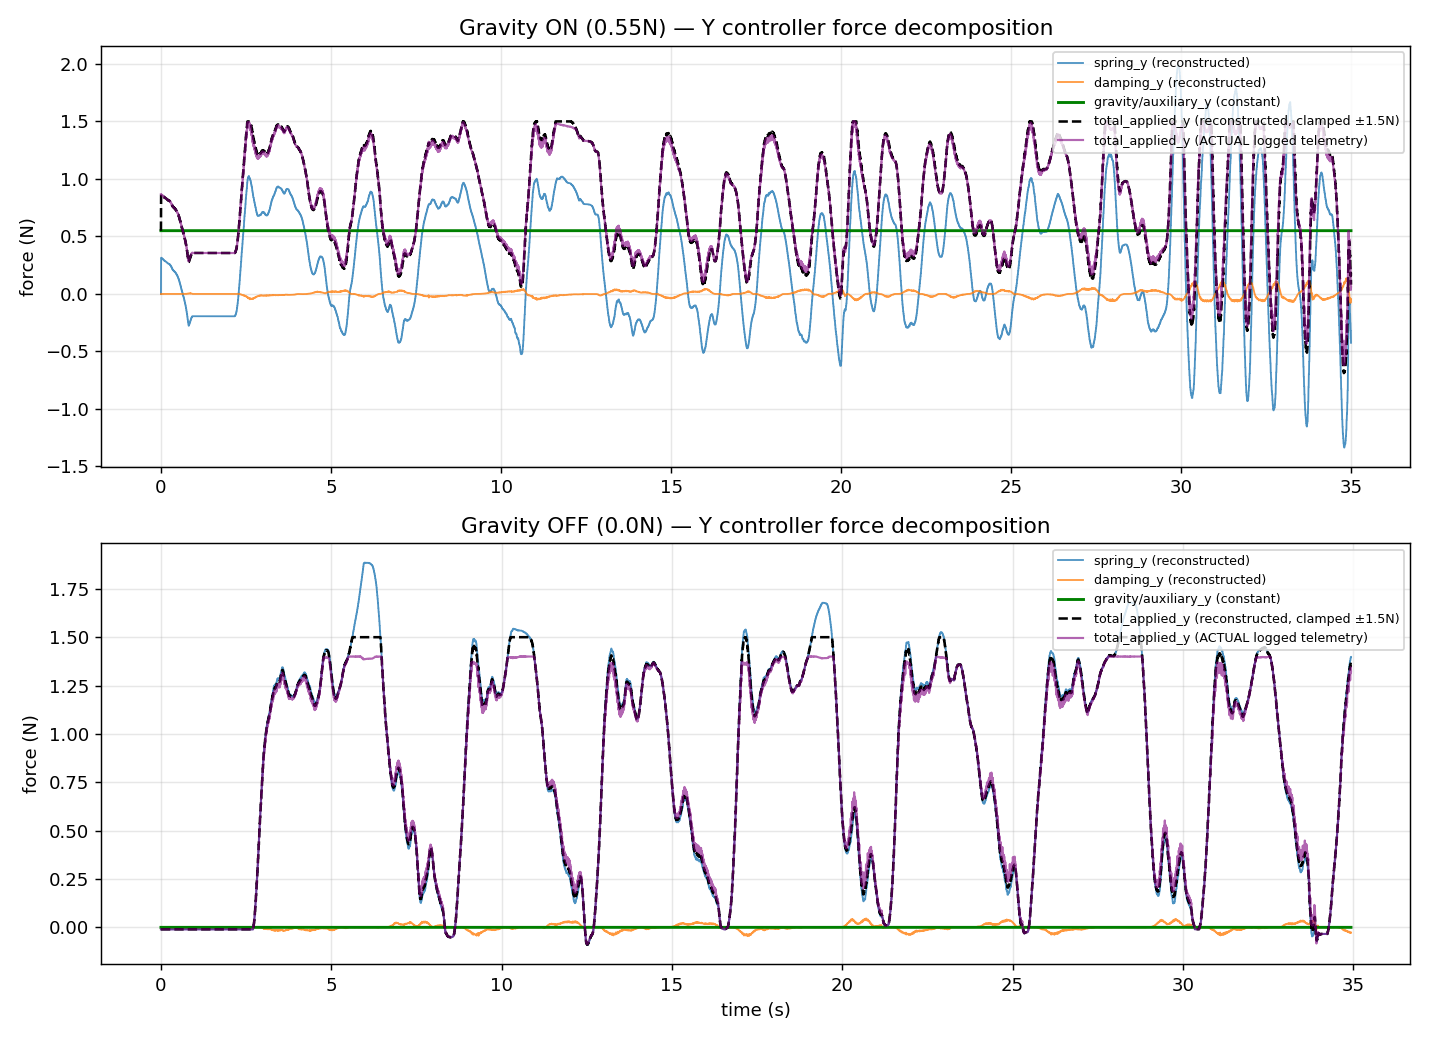 Gravity ON (0.55N) — Y controller force decomposition
2.0
1.5
1.0
0.5
0.0
−0.5
−1.0
−1.5
force (N)
spring_y (reconstructed)
damping_y (reconstructed)
gravity/auxiliary_y (constant)
total_applied_y (reconstructed, clamped ±1.5N)
total_applied_y (ACTUAL logged telemetry)
0 5 10 15 20 25 30 35
Gravity OFF (0.0N) — Y controller force decomposition
1.75
1.50
1.25
1.00
0.75
0.50
0.25
0.00
force (N)
spring_y (reconstructed)
damping_y (reconstructed)
gravity/auxiliary_y (constant)
total_applied_y (reconstructed, clamped ±1.5N)
total_applied_y (ACTUAL logged telemetry)
0 5 10 15 20 25 30 35
time (s)